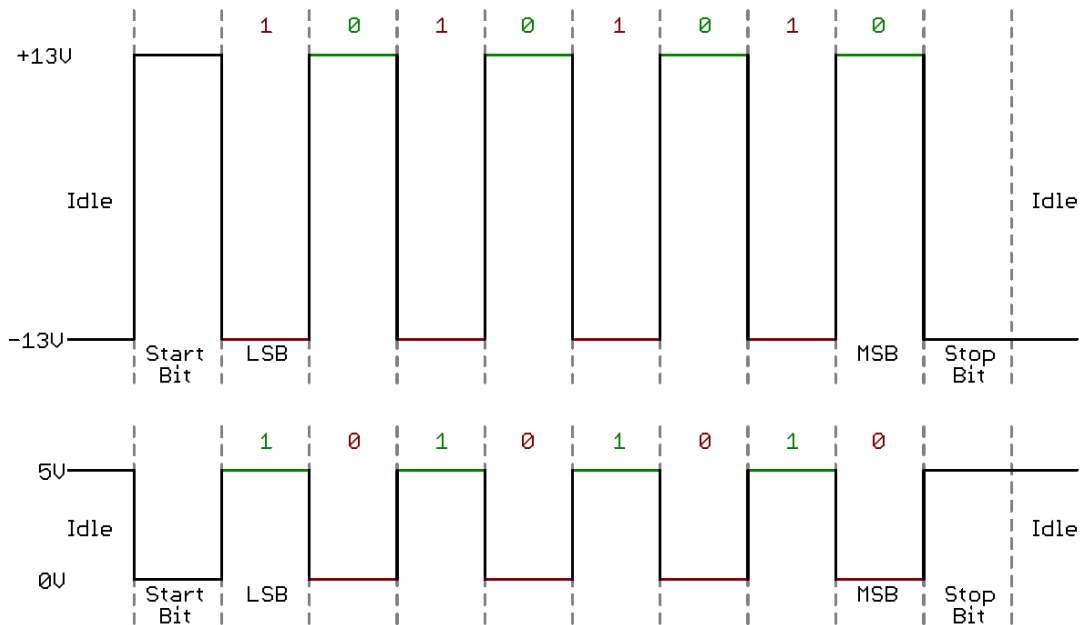 1 0 1 0 1 0 1 0
+13V
Idle Idle
-13V
Start LSB MSB Stop
Bit Bit
1 0 1 0 1 0 1 0
5V
Idle Idle
0V
Start LSB MSB Stop
Bit Bit